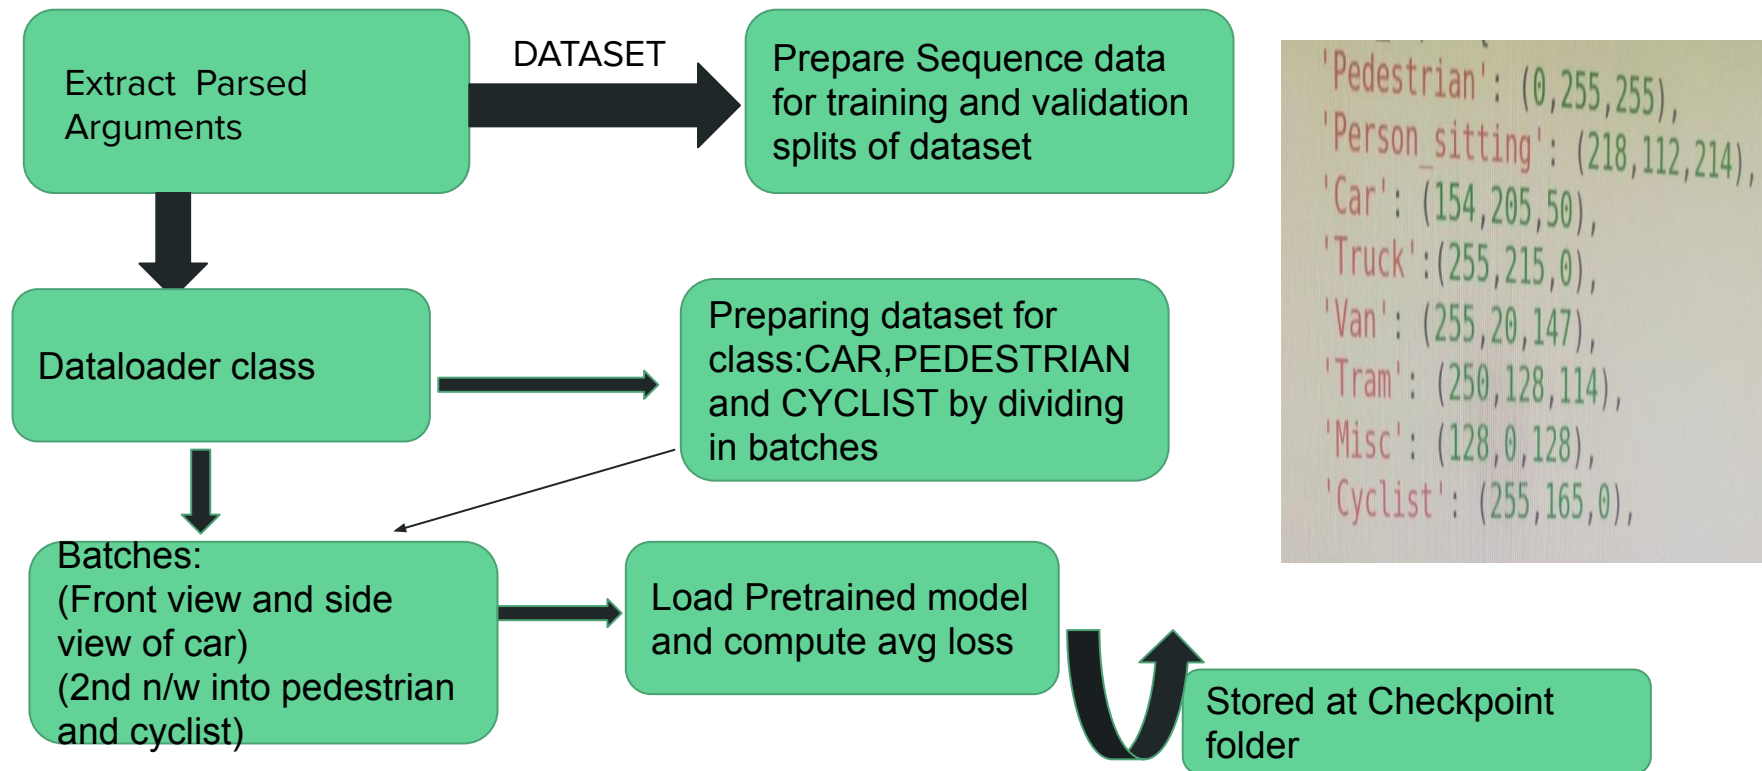 Extract Parsed
Arguments
DATASET
Prepare Sequence data
for training and validation
splits of dataset
Dataloader class
Preparing dataset for
class:CAR,PEDESTRIAN
and CYCLIST by dividing
in batches
Batches:
(Front view and side
view of car)
(2nd n/w into pedestrian
and cyclist)
Load Pretrained model
and compute avg loss
Stored at Checkpoint
folder
'Pedestrian': (0,255,255),
'Person_sitting': (218,112,214),
'Car': (154,205,50),
'Truck':(255,215,0),
'Van': (255,20,147),
'Tram': (250,128,114),
'Misc': (128,0,128),
'Cyclist': (255,165,0),